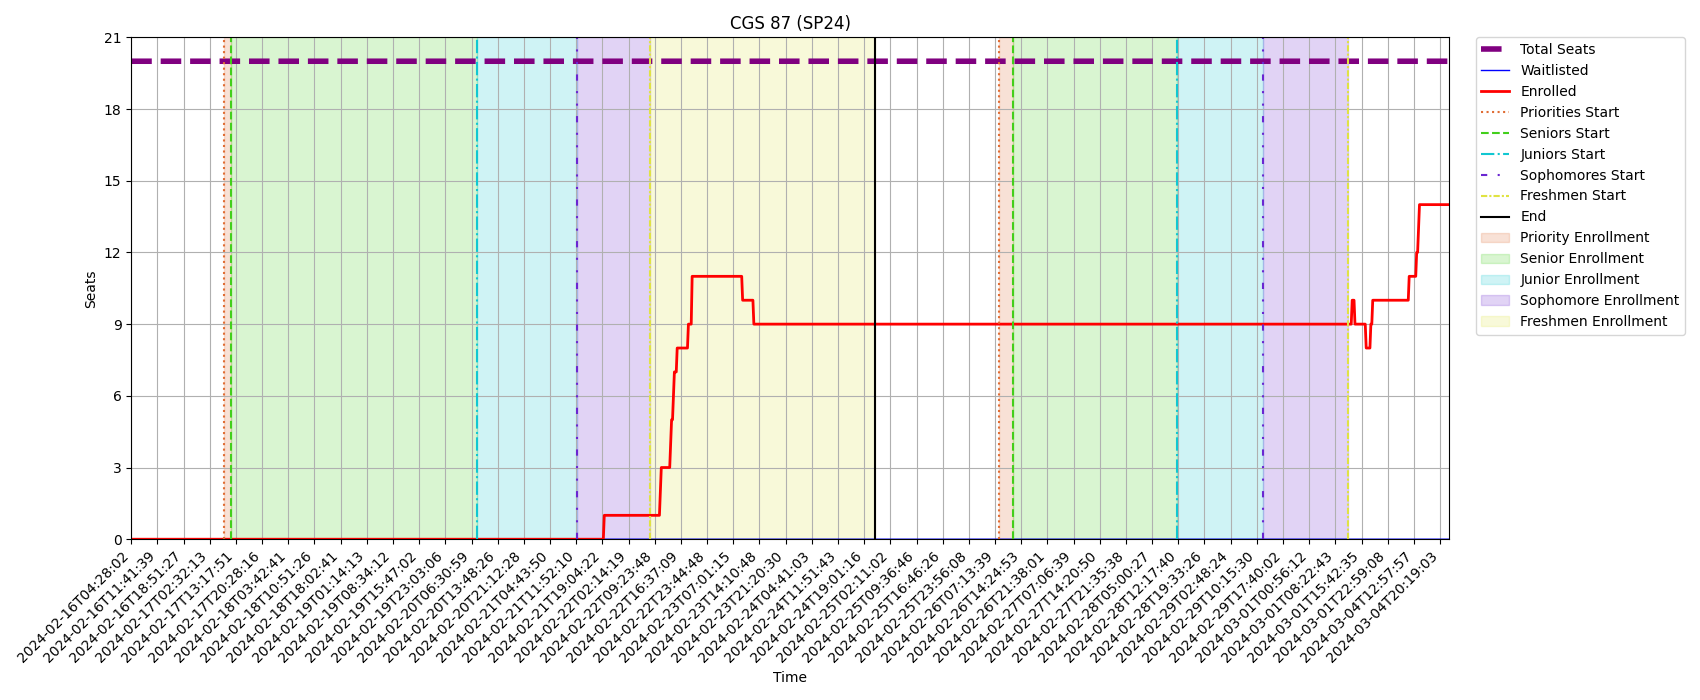 CGS 87 (SP24)
21
18
15
12
9
6
3
0
Seats
2024-02-16T04:28:02
2024-02-16T11:41:39
2024-02-16T18:51:27
2024-02-17T02:32:13
2024-02-17T13:17:51
2024-02-17T20:28:16
2024-02-18T03:42:41
2024-02-18T10:51:26
2024-02-18T18:02:41
2024-02-19T01:14:13
2024-02-19T08:34:12
2024-02-19T15:47:02
2024-02-19T23:03:06
2024-02-20T06:30:59
2024-02-20T13:48:26
2024-02-20T21:12:28
2024-02-21T04:43:50
2024-02-21T11:52:10
2024-02-21T19:04:22
2024-02-22T02:14:19
2024-02-22T09:23:48
2024-02-22T16:37:09
2024-02-22T23:44:48
2024-02-23T07:01:15
2024-02-23T14:10:48
2024-02-23T21:20:30
2024-02-24T04:41:03
2024-02-24T11:51:43
2024-02-24T19:01:16
2024-02-25T02:11:02
2024-02-25T09:36:46
2024-02-25T16:46:26
2024-02-25T23:56:08
2024-02-26T07:13:39
2024-02-26T14:24:53
2024-02-26T21:38:01
2024-02-27T07:06:39
2024-02-27T14:20:50
2024-02-27T21:35:38
2024-02-28T05:00:27
2024-02-28T12:17:40
2024-02-28T19:33:26
2024-02-29T02:48:24
2024-02-29T10:15:30
2024-02-29T17:40:02
2024-03-01T00:56:12
2024-03-01T08:22:43
2024-03-01T15:42:35
2024-03-01T22:59:08
2024-03-04T12:57:57
2024-03-04T20:19:03
Time
Total Seats
Waitlisted
Enrolled
Priorities Start
Seniors Start
Juniors Start
Sophomores Start
Freshmen Start
End
Priority Enrollment
Senior Enrollment
Junior Enrollment
Sophomore Enrollment
Freshmen Enrollment